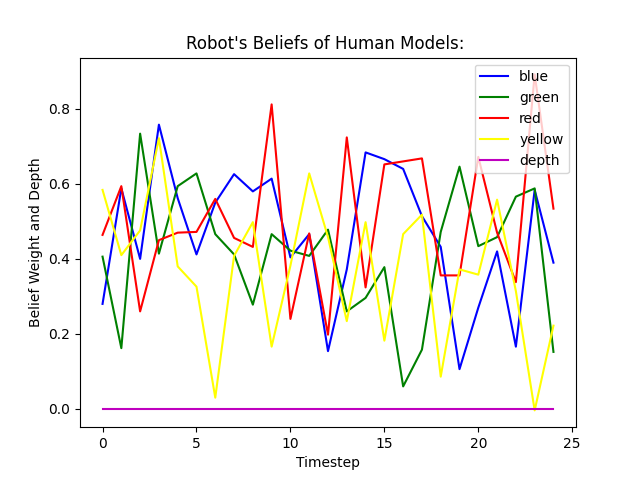 Robot's Beliefs of Human Models:
blue
green
red
yellow
depth
Belief Weight and Depth
0.8
0.6
0.4
0.2
0.0
0 5 10 15 20 25
Timestep